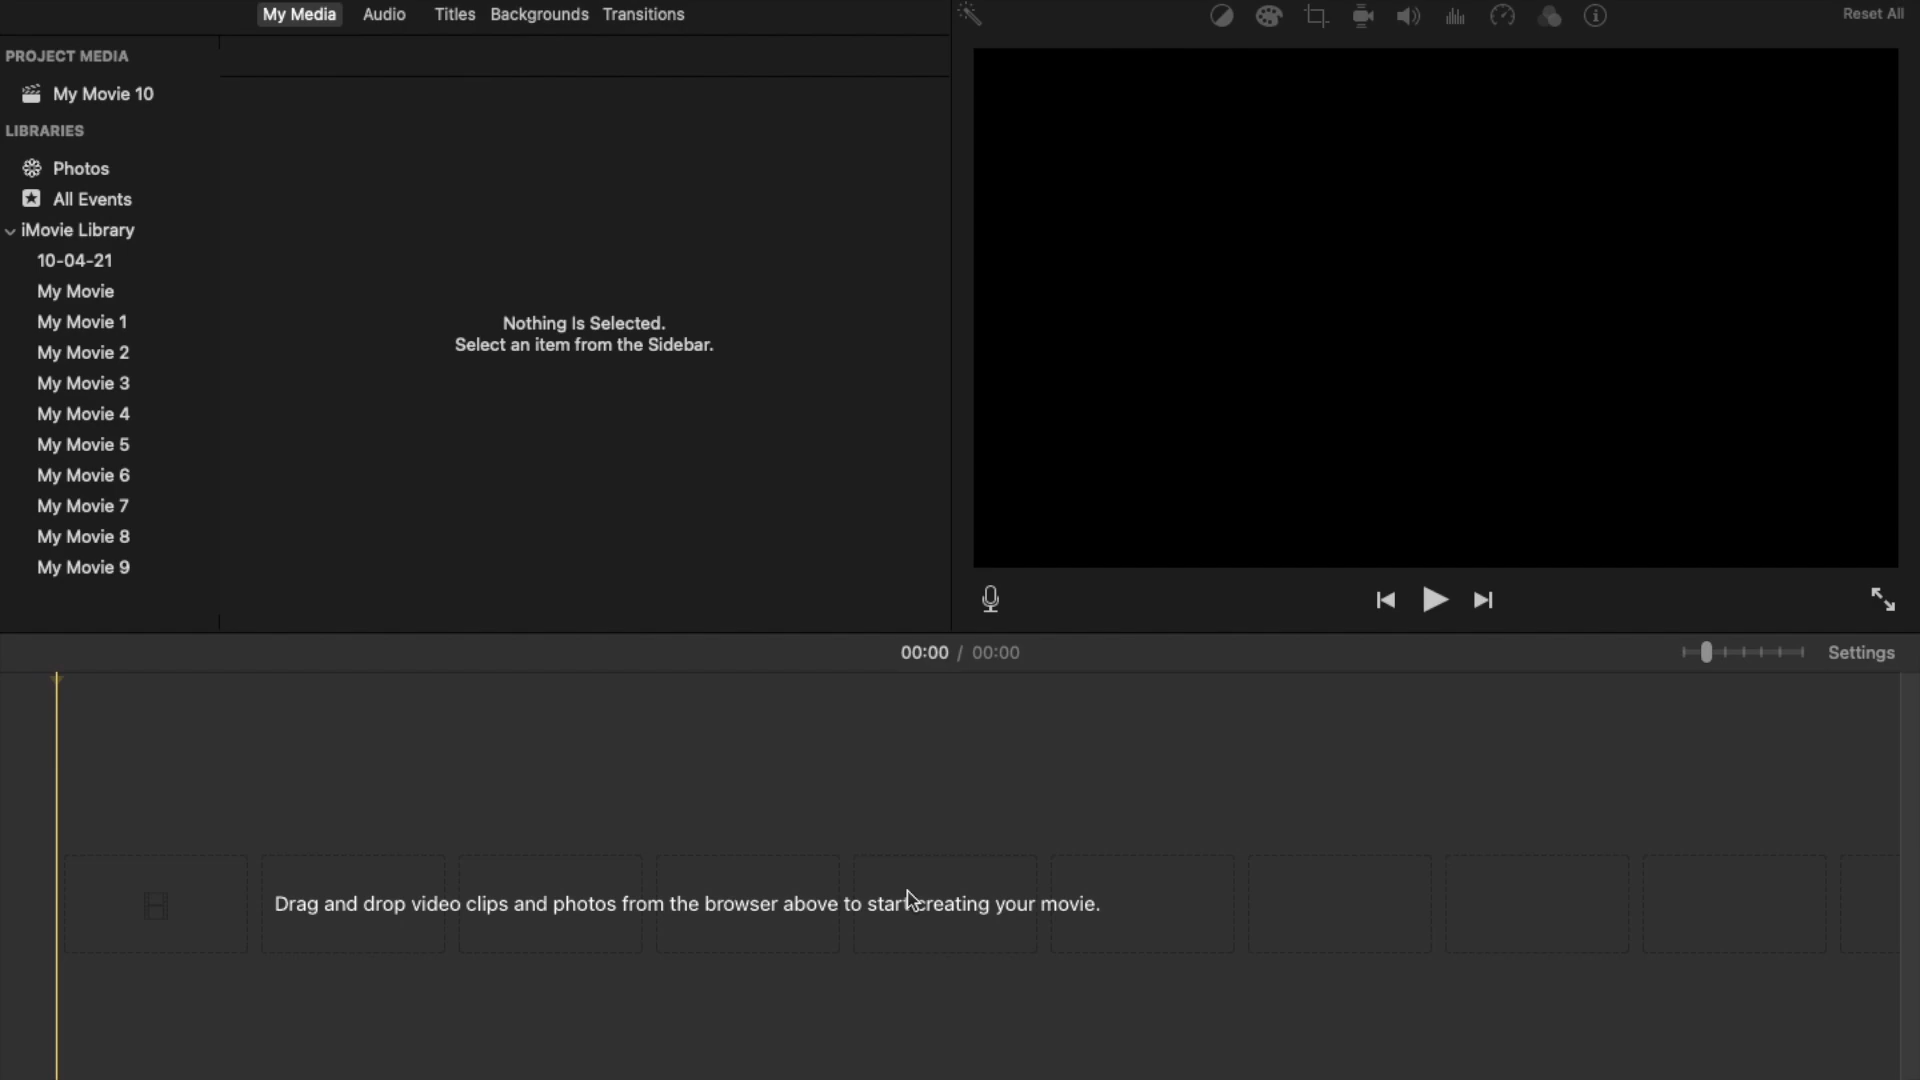 My Media Audio Titles Backgrounds Transitions
Reset All
PROJECT MEDIA
My Movie 10
LIBRARIES
Photos
All Events
iMovie Library
10-04-21
My Movie
My Movie 1
My Movie 2
My Movie 3
My Movie 4
My Movie 5
My Movie 6
My Movie 7
My Movie 8
My Movie 9
Nothing Is Selected.
Select an item from the Sidebar.
00:00 / 00:00
Settings
Drag and drop video clips and photos from the browser above to start creating your movie.